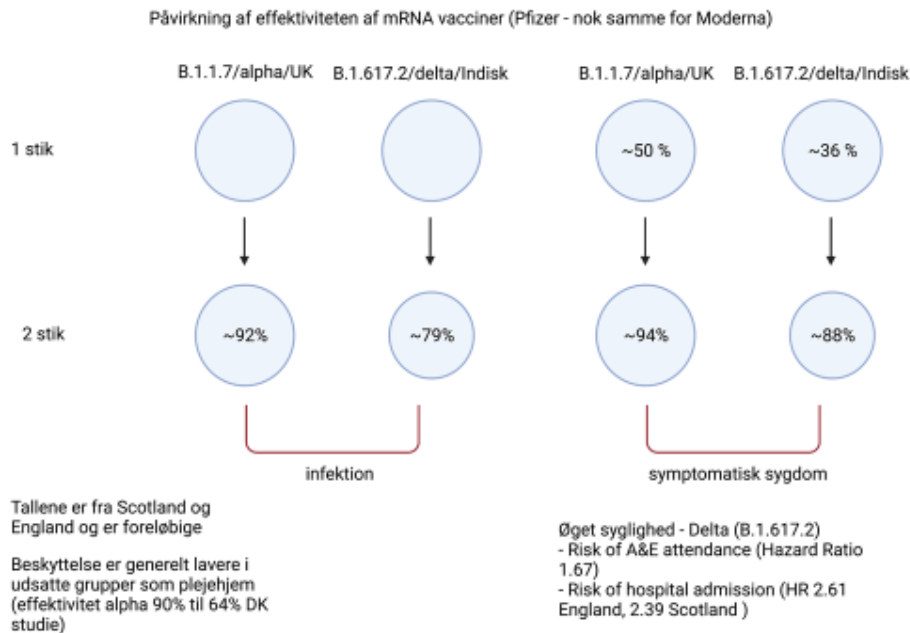 Påvirkning af effektiviteten af mRNA vacciner (Pfizer - nok samme for Moderna)
B.1.1.7/alpha/UK
B.1.617.2/delta/Indisk
B.1.1.7/alpha/UK
B.1.617.2/delta/Indisk
1 stik
~50 %
~36 %
2 stik
~92%
~79%
~94%
~88%
infektion
symptomatisk sygdom
Tallene er fra Scotland og
England og er foreløbige
Beskyttelse er generelt lavere i
udsatte grupper som plejehjem
(effektivitet alpha 90% til 64% DK
studie)
Øget syglighed - Delta (B.1.617.2)
- Risk of A&E attendance (Hazard Ratio
1.67)
- Risk of hospital admission (HR 2.61
England, 2.39 Scotland )